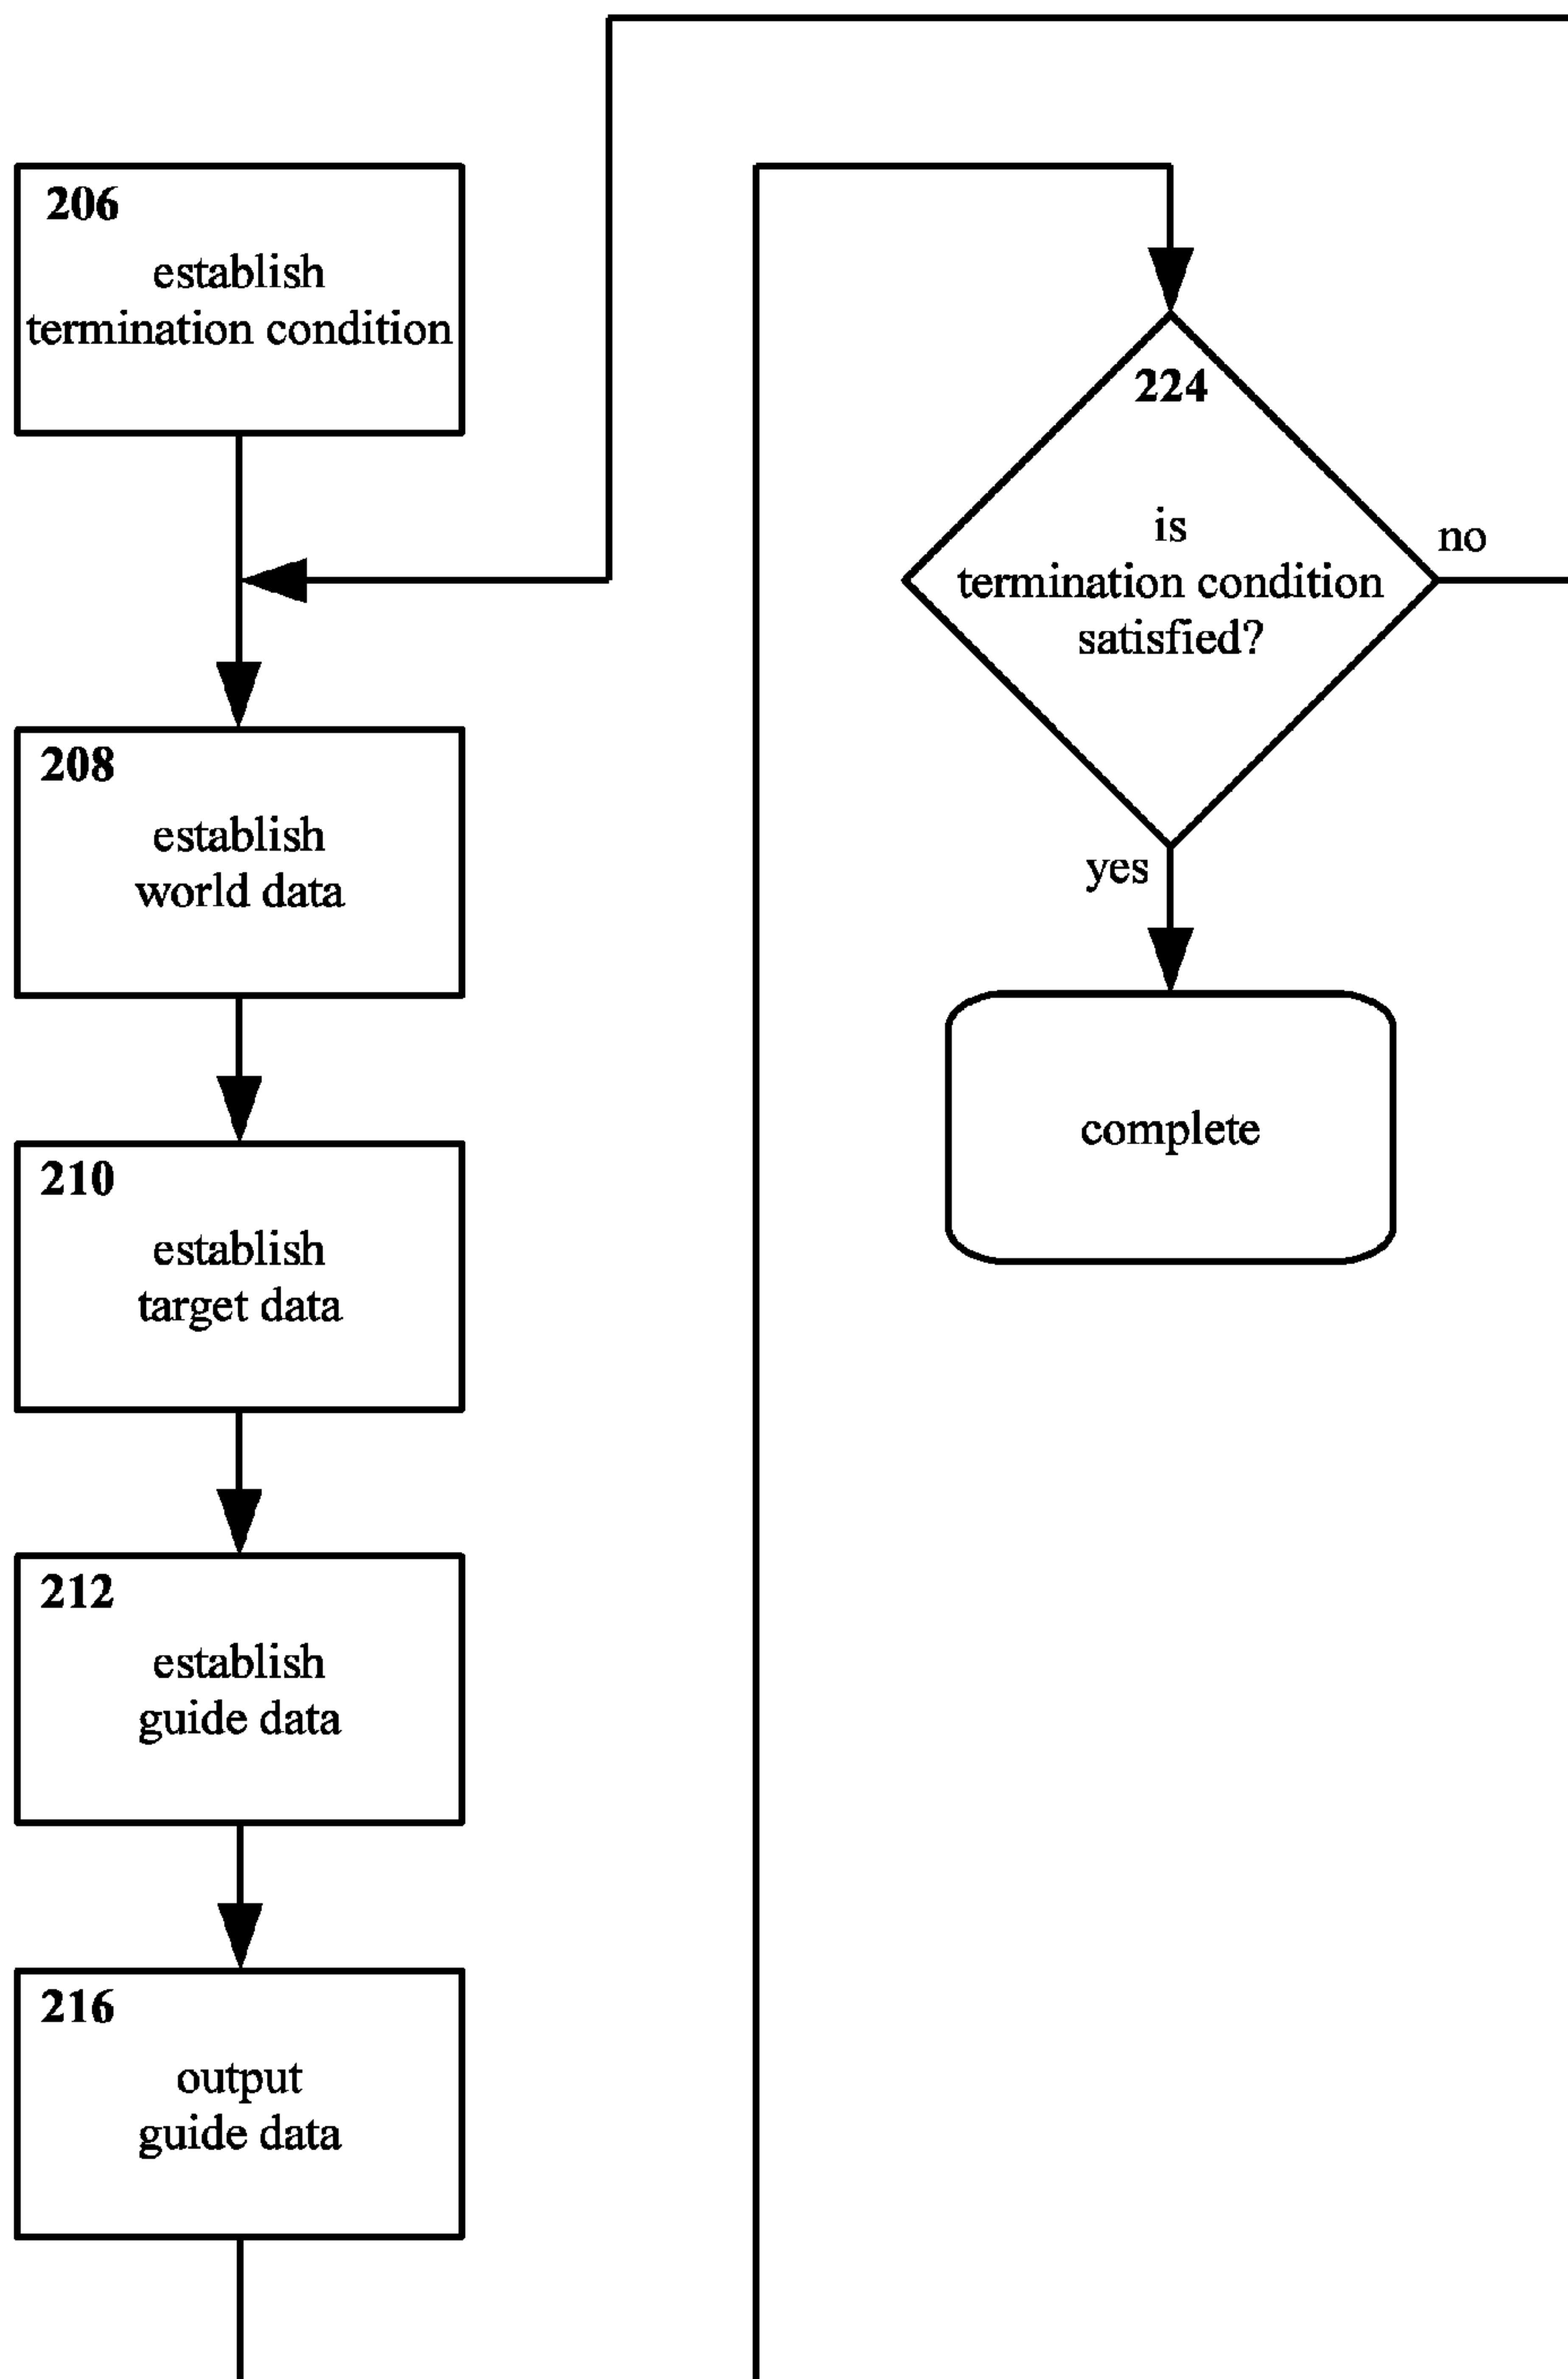 206
establish
termination condition
208
establish
world data
210
establish
target data
212
establish
guide data
216
output
guide data
224
is
termination condition
satisfied?
no
yes
complete